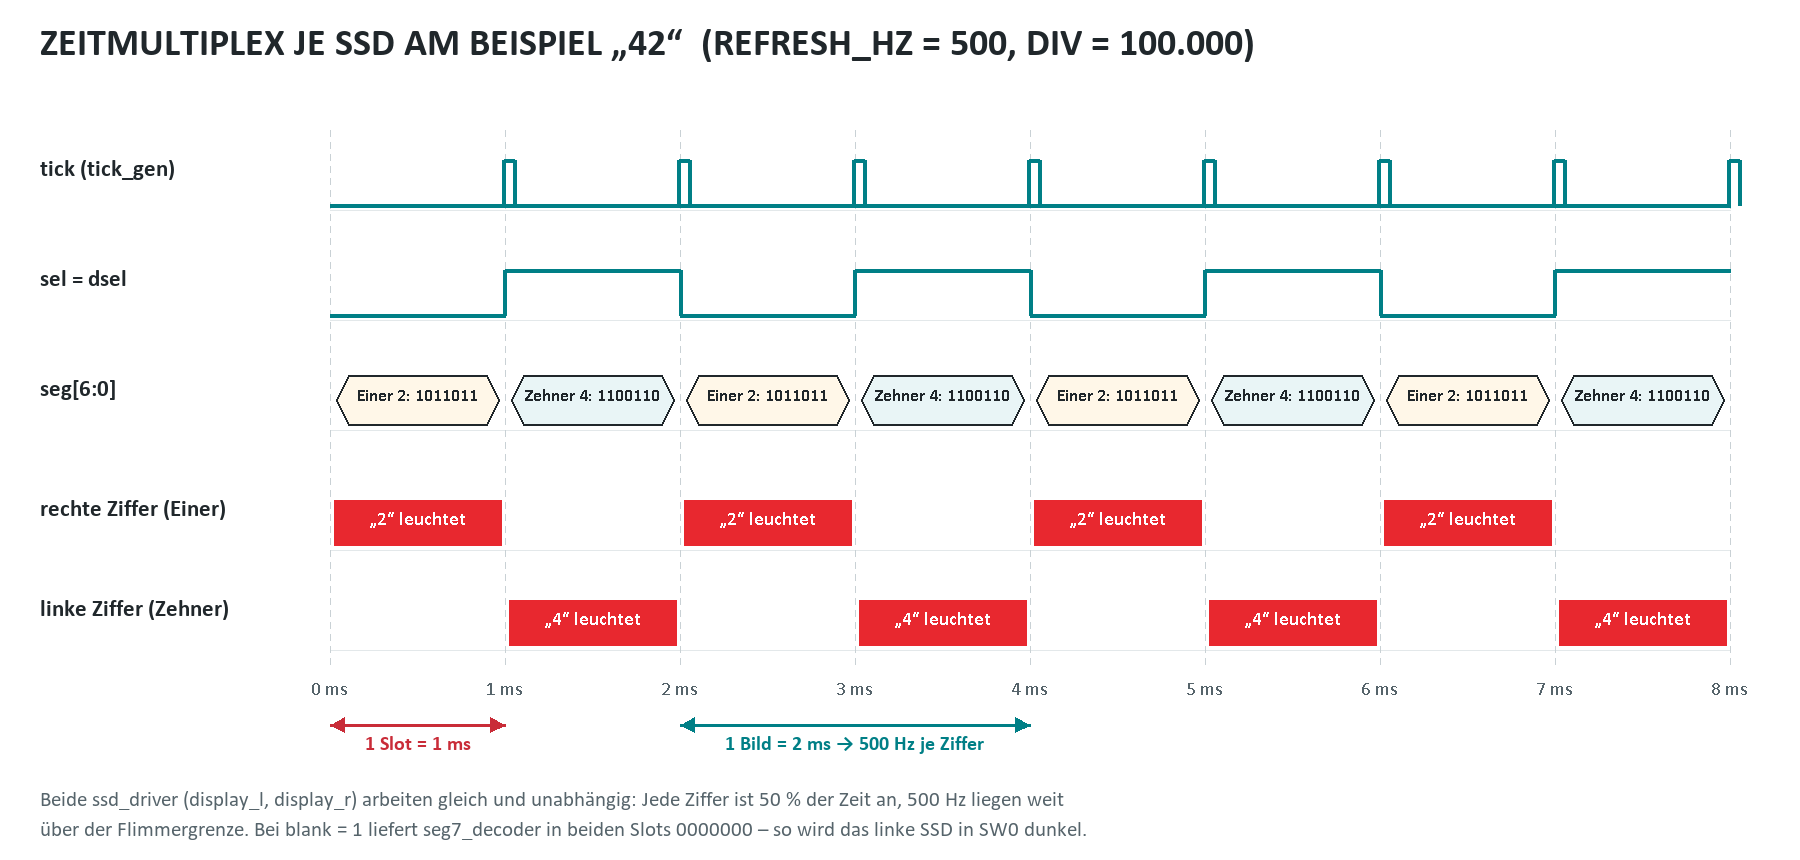 ZEITMULTIPLEX JE SSD AM BEISPIEL „42“ (REFRESH_HZ = 500, DIV = 100.000)
tick (tick_gen)
sel = dsel
seg[6:0]
Einer 2: 1011011
Zehner 4: 1100110
Einer 2: 1011011
Zehner 4: 1100110
Einer 2: 1011011
Zehner 4: 1100110
Einer 2: 1011011
Zehner 4: 1100110
rechte Ziffer (Einer)
„2“ leuchtet
„2“ leuchtet
„2“ leuchtet
„2“ leuchtet
linke Ziffer (Zehner)
„4“ leuchtet
„4“ leuchtet
„4“ leuchtet
„4“ leuchtet
0 ms
1 ms
2 ms
3 ms
4 ms
5 ms
6 ms
7 ms
8 ms
1 Slot = 1 ms
1 Bild = 2 ms → 500 Hz je Ziffer
Beide ssd_driver (display_l, display_r) arbeiten gleich und unabhängig: Jede Ziffer ist 50 % der Zeit an, 500 Hz liegen weit
über der Flimmergrenze. Bei blank = 1 liefert seg7_decoder in beiden Slots 0000000 – so wird das linke SSD in SW0 dunkel.